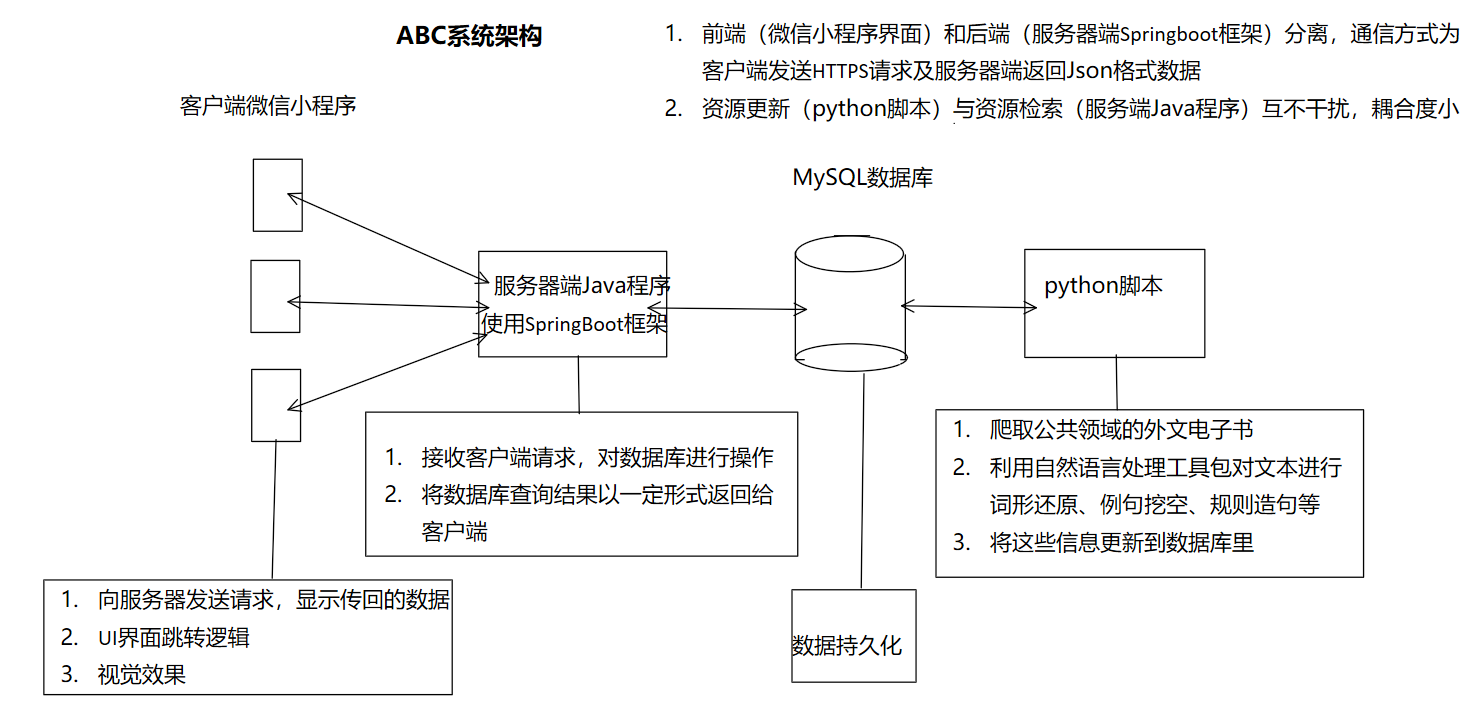 ABC系统架构
1. 前端（微信小程序界面）和后端（服务器端Springboot框架）分离，通信方式为
客户端发送HTTPS请求及服务器端返回Json格式数据
2. 资源更新（python脚本）与资源检索（服务端Java程序）互不干扰，耦合度小
客户端微信小程序
MySQL数据库
服务器端Java程序
使用SpringBoot框架
python脚本
1. 接收客户端请求，对数据库进行操作
2. 将数据库查询结果以一定形式返回给
客户端
1. 爬取公共领域的外文电子书
2. 利用自然语言处理工具包对文本进行
词形还原、例句挖空、规则造句等
3. 将这些信息更新到数据库里
1. 向服务器发送请求，显示传回的数据
2. UI界面跳转逻辑
3. 视觉效果
数据持久化